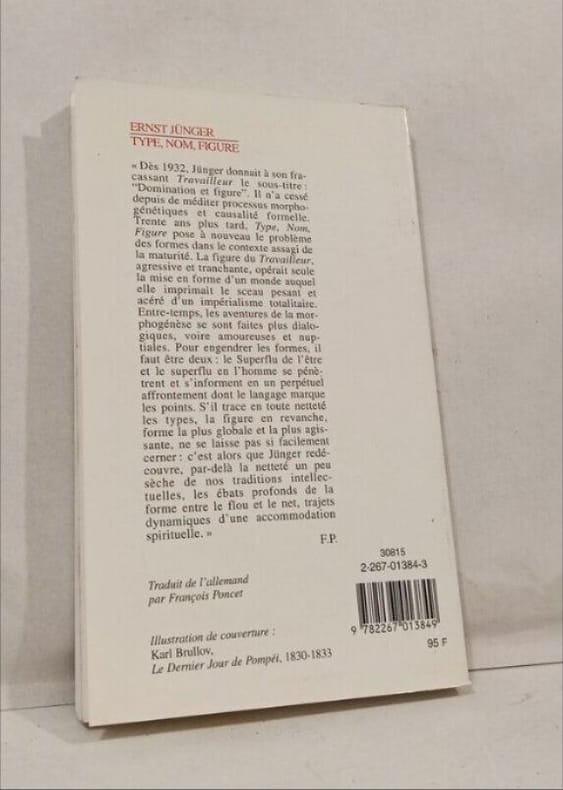 ERNST JÜNGER
TYPE, NOM, FIGURE
« Dès 1932, Jünger donnait à son fra-
cassant Travailleur le sous-titre :
"Domination et figure". Il n'a cessé
depuis de méditer processus morpho-
génétiques et causalité formelle.
Trente ans plus tard, Type, Nom,
Figure pose à nouveau le problème
des formes dans le contexte assagi de
la maturité. La figure du Travailleur,
agressive et tranchante, opérait seule
la mise en forme d'un monde auquel
elle imprimait le sceau pesant et
acéré d'un impérialisme totalitaire.
Entre-temps, les aventures de la mor-
phogénèse se sont faites plus dialo-
giques, voire amoureuses et nup-
tiales. Pour engendrer les formes, il
faut être deux : le Superflu de l'être
et le superflu en l'homme se pénè-
trent et s'informent en un perpétuel
affrontement dont le langage marque
les points. S'il trace en toute netteté
les types, la figure en revanche,
forme la plus globale et la plus agis-
sante, ne se laisse pas si facilement
cerner : c'est alors que Jünger redé-
couvre, par-delà la netteté un peu
sèche de nos traditions intellec-
tuelles, les ébats profonds de la
forme entre le flou et le net, trajets
dynamiques d'une accommodation
spirituelle. »
F.P.
Traduit de l'allemand
par François Poncet
Illustration de couverture :
Karl Brullov,
Le Dernier Jour de Pompéi, 1830-1833
30815
2-267-01384-3
9 782267 013849
95 F